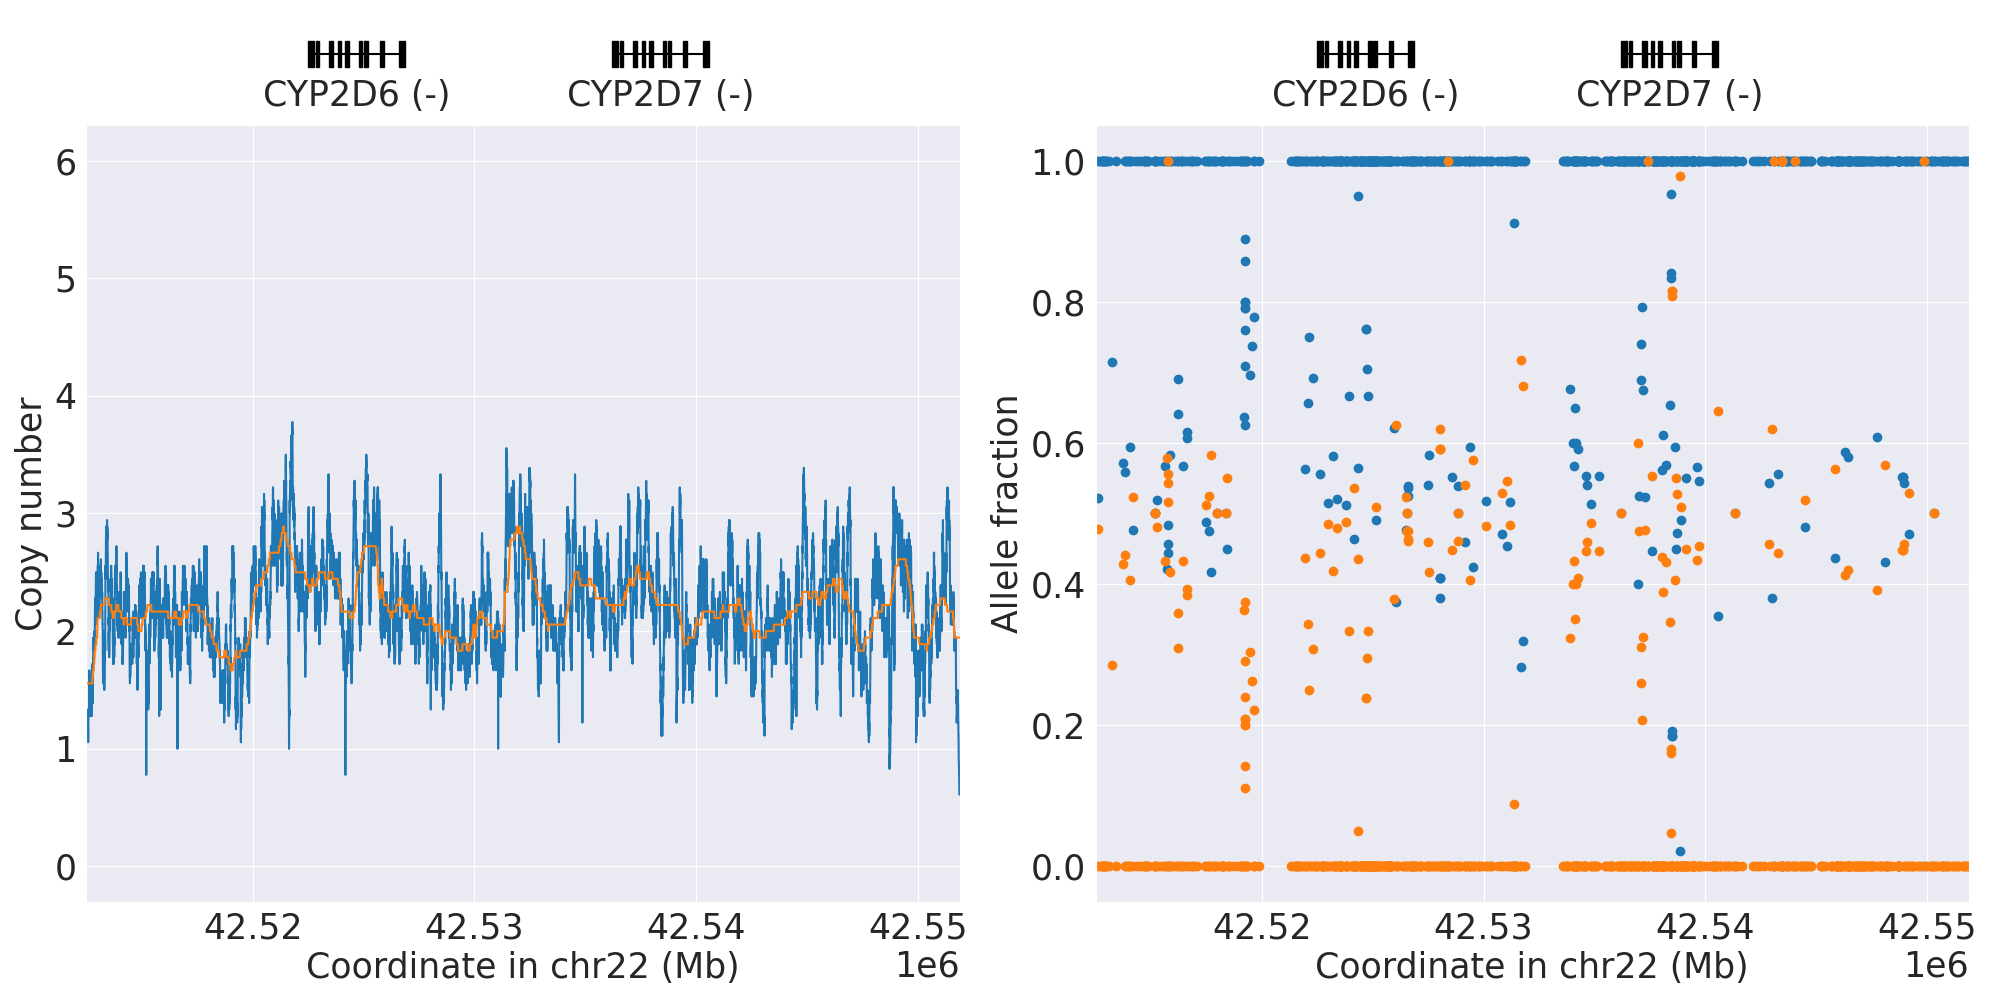 CYP2D6 (-) CYP2D7 (-)
6
5
4
3
2
1
0
Copy number
42.52 42.53 42.54 42.55
Coordinate in chr22 (Mb) 1e6
CYP2D6 (-) CYP2D7 (-)
1.0
0.8
0.6
0.4
0.2
0.0
Allele fraction
42.52 42.53 42.54 42.55
Coordinate in chr22 (Mb) 1e6